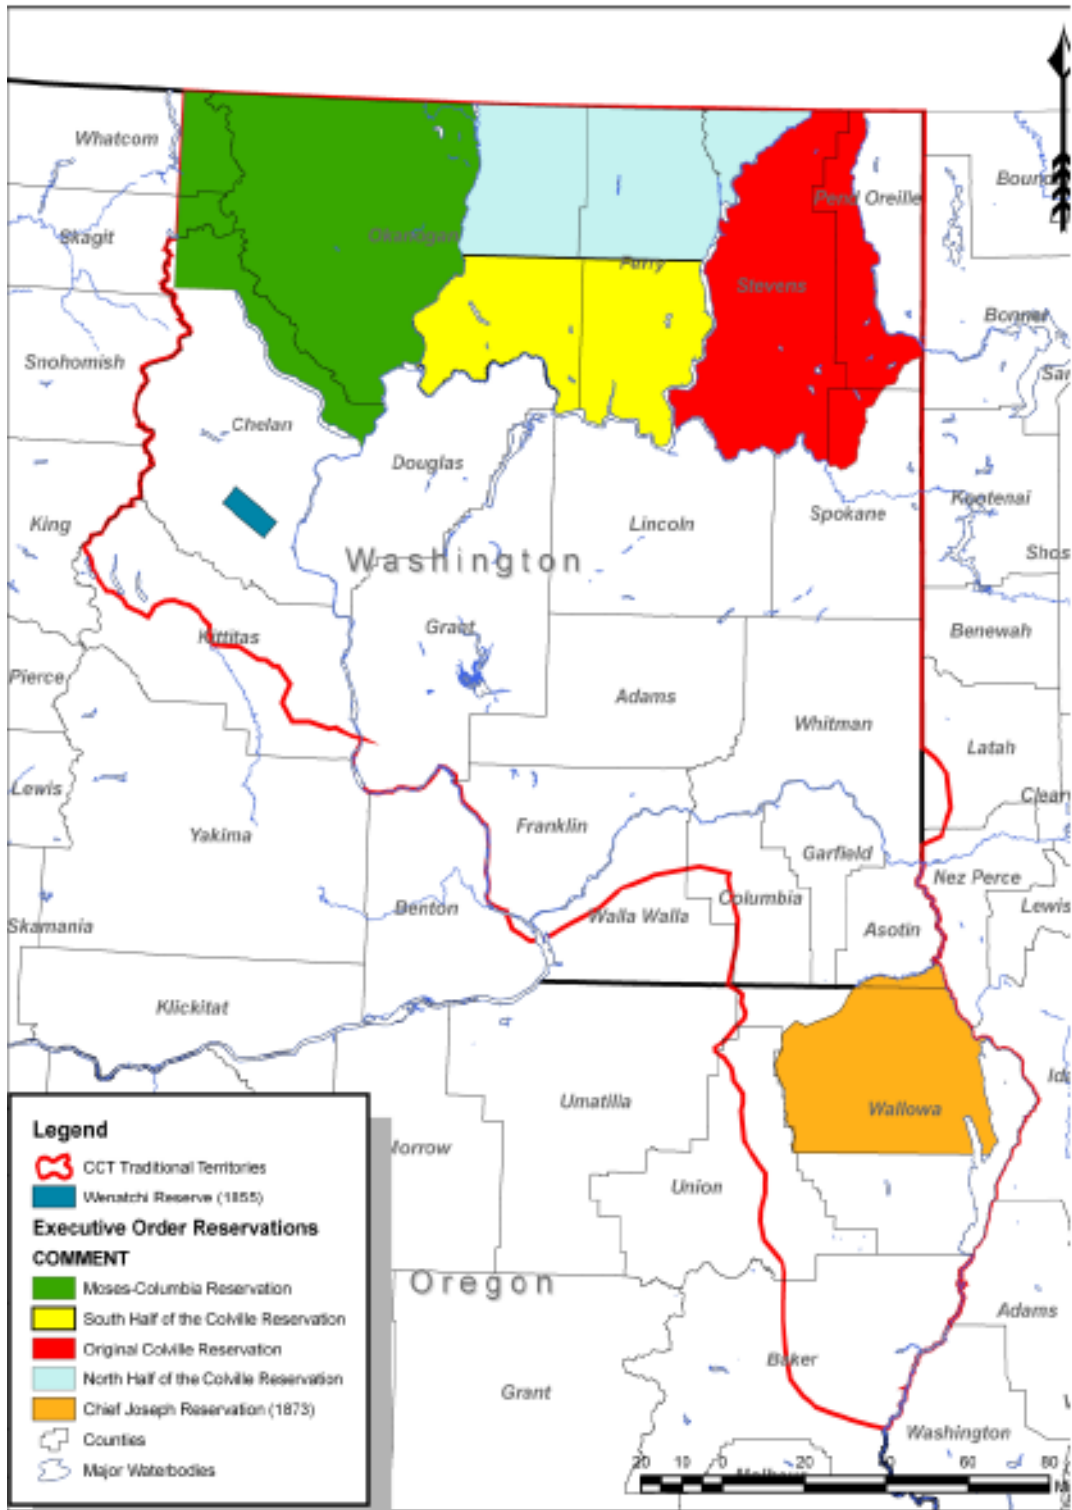 Whatcom
Skagit
Okanogan
Ferry
Pend Oreille
Stevens
Snohomish
Chelan
Douglas
King
Lincoln
Spokane
Kootenai
Washington
Kittitas
Grant
Benewah
Pierce
Adams
Whitman
Latah
Lewis
Yakima
Franklin
Garfield
Nez Perce
Skamania
Benton
Walla Walla
Columbia
Asotin
Lewis
Klickitat
Umatilla
Wallowa
Morrow
Union
Oregon
Adams
Baker
Grant
Washington
Legend
CCT Traditional Territories
Wenatchi Reserve (1855)
Executive Order Reservations
COMMENT
Moses-Columbia Reservation
South Half of the Colville Reservation
Original Colville Reservation
North Half of the Colville Reservation
Chief Joseph Reservation (1873)
Counties
Major Waterbodies
20 10 0 20 40 60 80